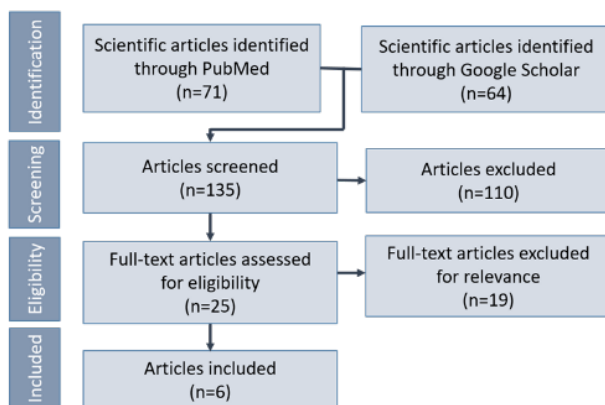 Identification
Scientific articles identified
through PubMed
(n=71)
Scientific articles identified
through Google Scholar
(n=64)
Screening
Articles screened
(n=135)
Articles excluded
(n=110)
Eligibility
Full-text articles assessed
for eligibility
(n=25)
Full-text articles excluded
for relevance
(n=19)
Included
Articles included
(n=6)